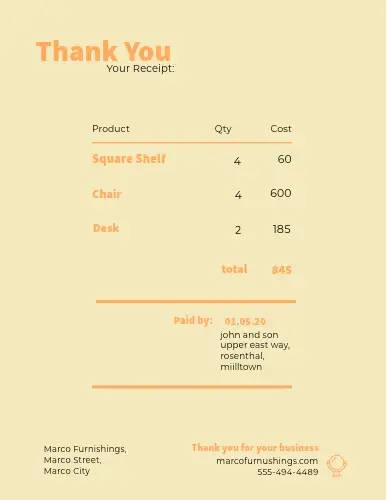 Thank You
Your Receipt:
Product Qty Cost
Square Shelf 4 60
Chair 4 600
Desk 2 185
total 845
Paid by: 01.05.20
john and son
upper east way,
rosenthal,
miilltown
Marco Furnishings,
Marco Street,
Marco City
Thank you for your business
marcofurnushings.com
555-494-4489